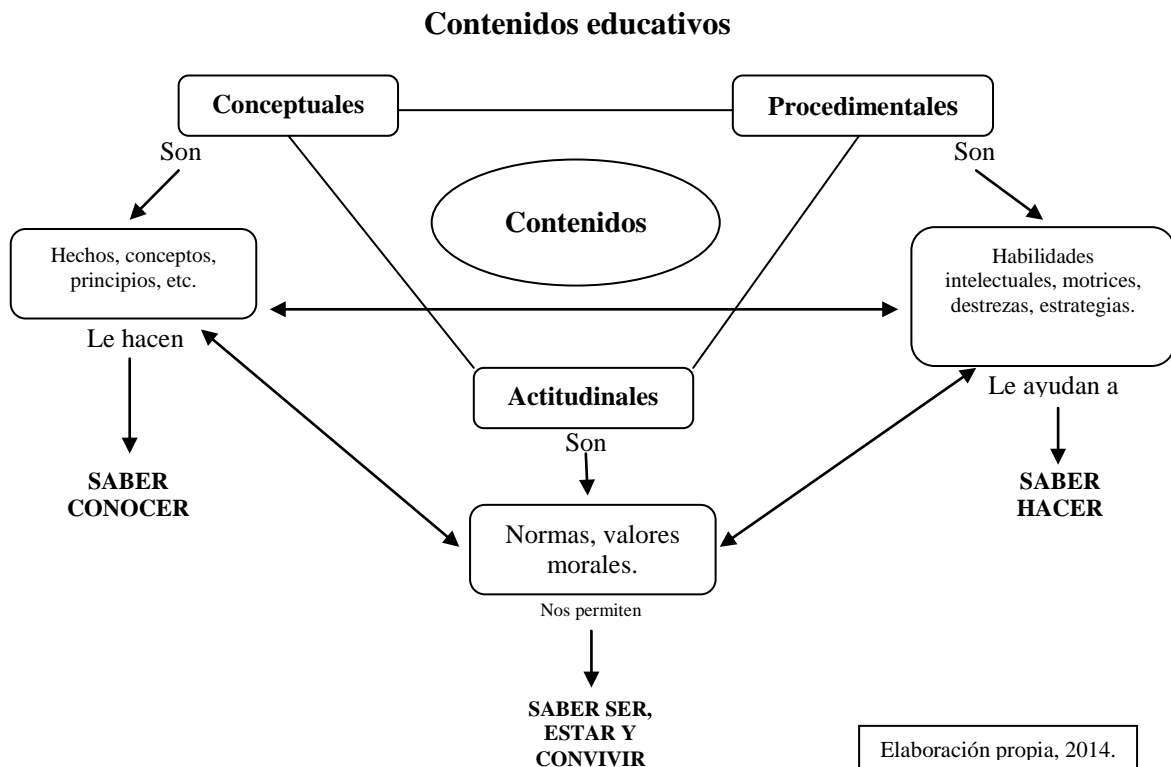 Contenidos educativos
Conceptuales
Procedimentales
Son
Son
Contenidos
Hechos, conceptos,
principios, etc.
Habilidades
intelectuales, motrices,
destrezas, estrategias.
Le hacen
Actitudinales
Le ayudan a
Son
SABER
CONOCER
SABER
HACER
Normas, valores
morales.
Nos permiten
SABER SER,
ESTAR Y
CONVIVIR
Elaboración propia, 2014.